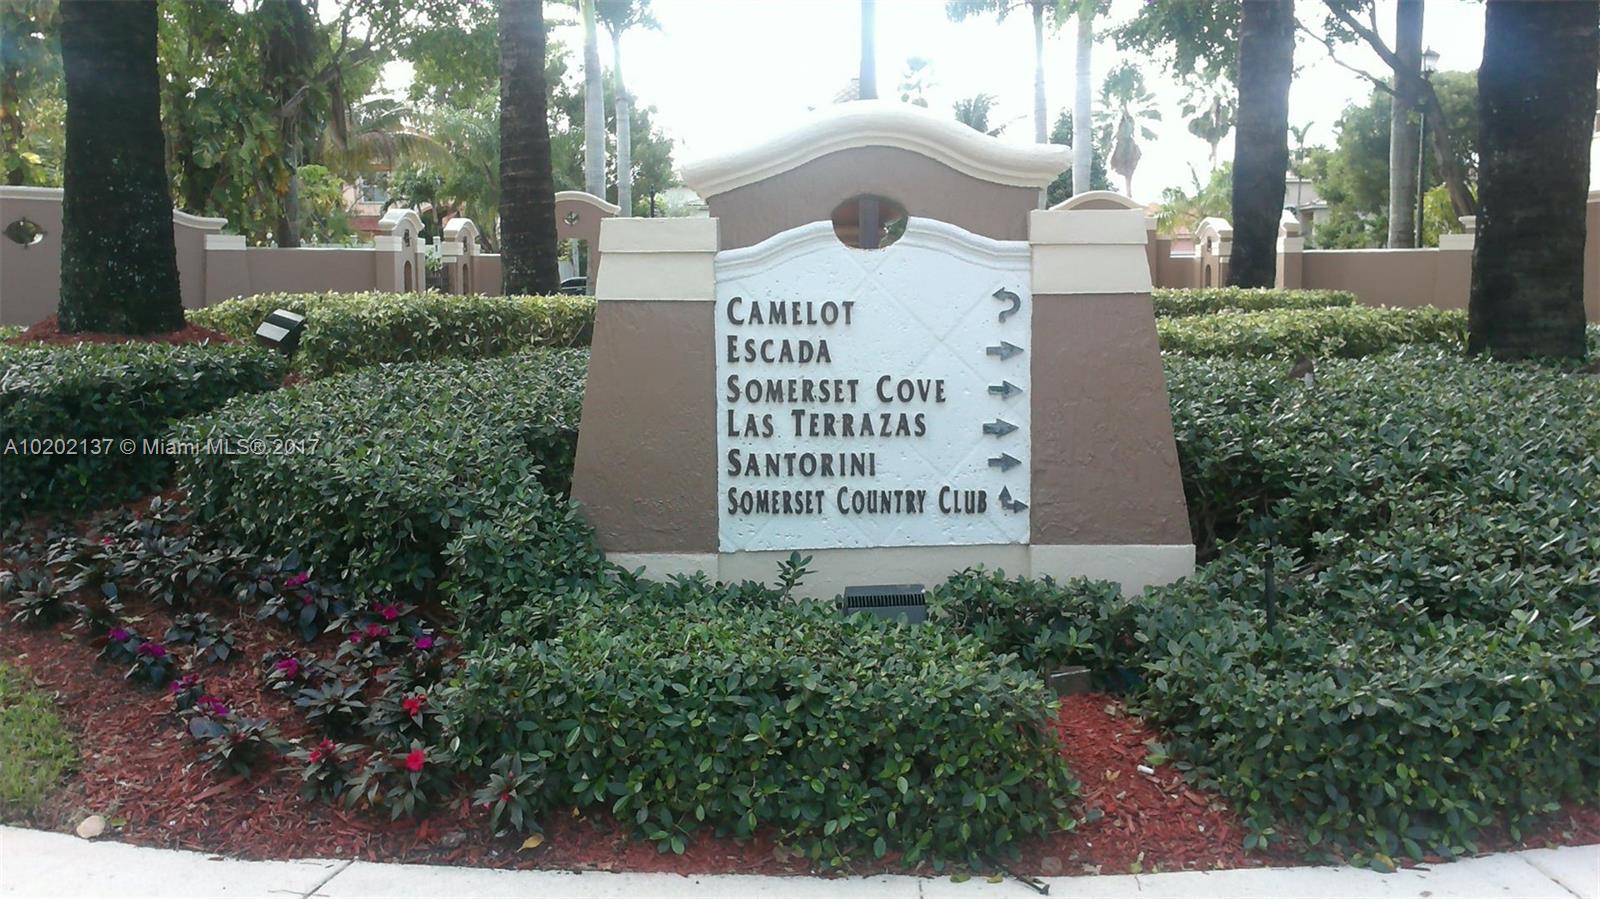 CAMELOT
ESCADA
SOMERSET COVE
LAS TERRAZAS
A10202137 © Miami MLS® 2017
SANTORINI
SOMERSET COUNTRY CLUB